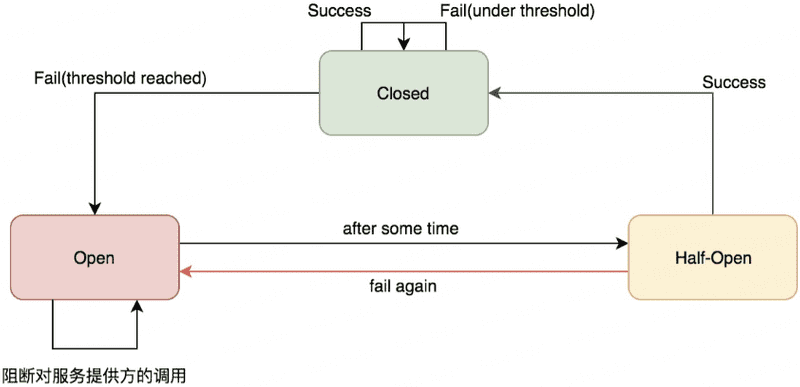 Success
Fail(under threshold)
Fail(threshold reached)
Closed
Success
Open
after some time
Half-Open
fail again
阻断对服务提供方的调用